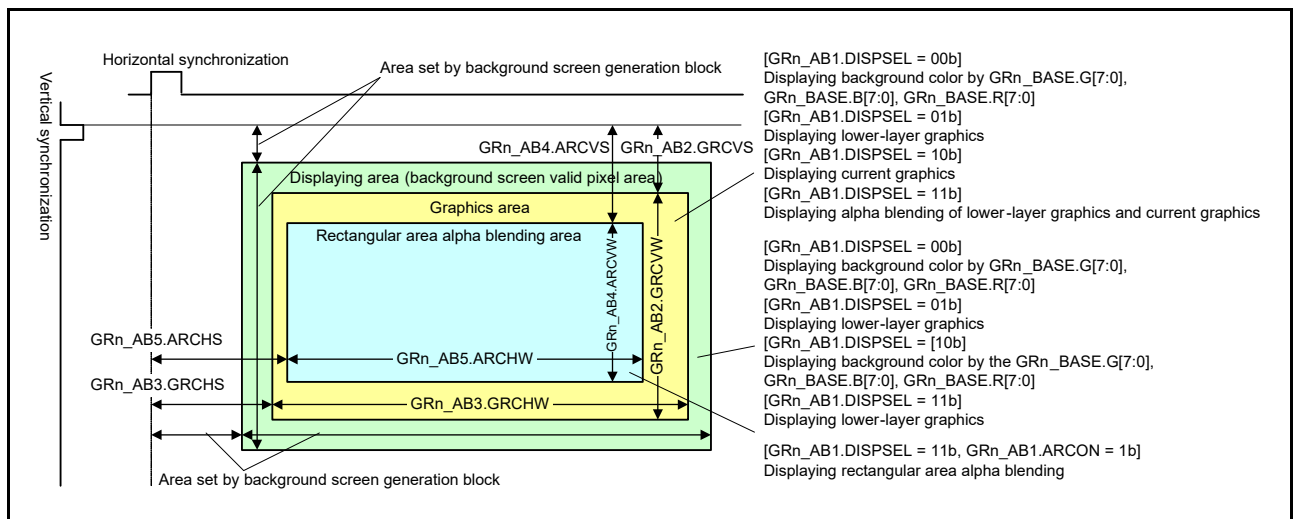 Horizontal synchronization
Vertical synchronization
Area set by background screen generation block
GRn_AB4.ARCVS
GRn_AB2.GRCVS
Displaying area (background screen valid pixel area)
Graphics area
Rectangular area alpha blending area
GRn_AB4.ARCVW
GRn_AB2.GRCVW
GRn_AB5.ARCHS
GRn_AB5.ARCHW
GRn_AB3.GRCHS
GRn_AB3.GRCHW
Area set by background screen generation block
[GRn_AB1.DISPSEL = 00b]
Displaying background color by GRn_BASE.G[7:0],
GRn_BASE.B[7:0], GRn_BASE.R[7:0]
[GRn_AB1.DISPSEL = 01b]
Displaying lower-layer graphics
[GRn_AB1.DISPSEL = 10b]
Displaying current graphics
[GRn_AB1.DISPSEL = 11b]
Displaying alpha blending of lower-layer graphics and current graphics
[GRn_AB1.DISPSEL = 00b]
Displaying background color by GRn_BASE.G[7:0],
GRn_BASE.B[7:0], GRn_BASE.R[7:0]
[GRn_AB1.DISPSEL = 01b]
Displaying lower-layer graphics
[GRn_AB1.DISPSEL = [10b]
Displaying background color by the GRn_BASE.G[7:0],
GRn_BASE.B[7:0], GRn_BASE.R[7:0]
[GRn_AB1.DISPSEL = 11b]
Displaying lower-layer graphics
[GRn_AB1.DISPSEL = 11b, GRn_AB1.ARCON = 1b]
Displaying rectangular area alpha blending